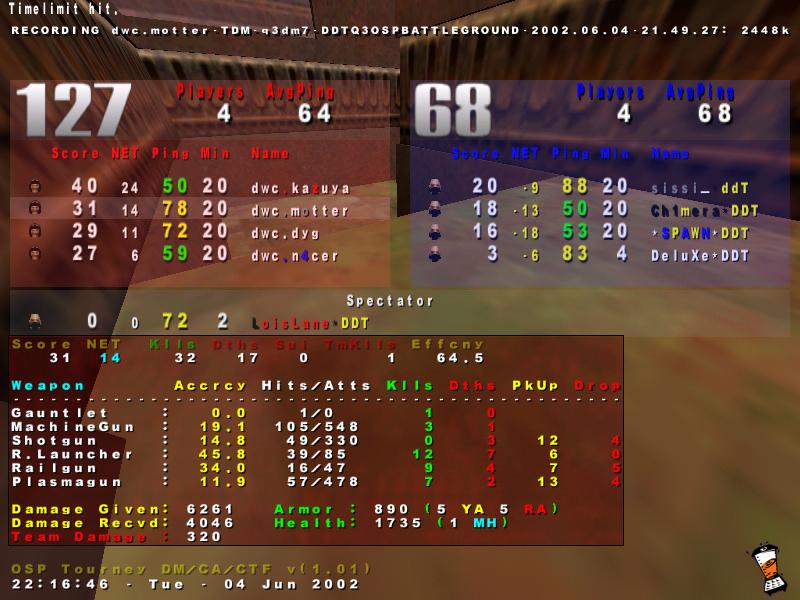 Timelimit hit.
RECORDING dwc.motter-TDM-q3dm7-DDTQ3OSPBATTLEGROUND-2002.06.04-21.49.27: 2448k
127 Players AvgPing 68 Players AvgPing
4 64 4 68
Score NET Ping Min Name Score NET Ping Min Name
40 24 50 20 dwc.kazuya 20 -9 88 20 sissi_ ddT
31 14 78 20 dwc.motter 18 -13 50 20 Ch1mera*DDT
29 11 72 20 dwc.dyg 16 -18 53 20 *SPAWN*DDT
27 6 59 20 dwc.n4cer 3 -6 83 4 DeluXe*DDT
Spectator
0 0 72 2 LoisLane*DDT
Score NET Klls Dths Sui TmKlls Effcny
31 14 32 17 0 1 64.5
Weapon Accrcy Hits/Atts Klls Dths PkUp Drop
Gauntlet : 0.0 1/0 1 0
MachineGun : 19.1 105/548 3 1
Shotgun : 14.8 49/330 0 3 12 4
R.Launcher : 45.8 39/85 12 7 6 0
Railgun : 34.0 16/47 9 4 7 5
Plasmagun : 11.9 57/478 7 2 13 4
Damage Given: 6261 Armor : 890 (5 YA 5 RA)
Damage Recvd: 4046 Health: 1735 (1 MH)
Team Damage : 320
OSP Tourney DM/CA/CTF v(1.01)
22:16:46 - Tue - 04 Jun 2002